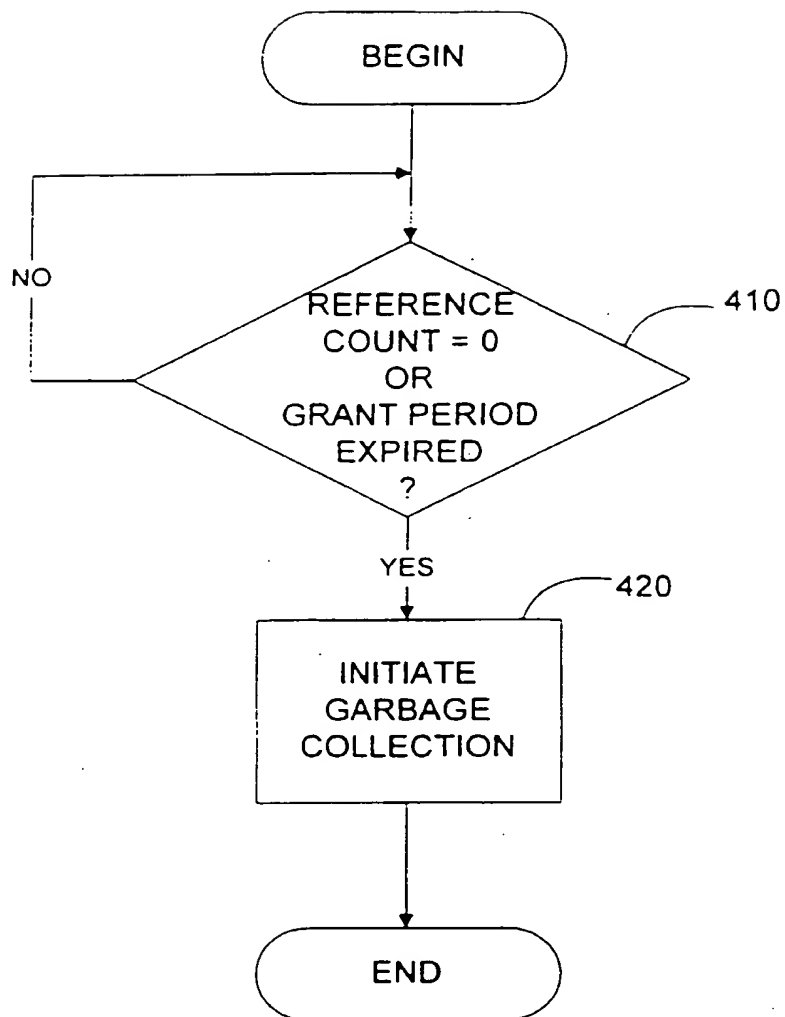 BEGIN
NO
REFERENCE
COUNT = 0
OR
GRANT PERIOD
EXPIRED
?
410
YES
420
INITIATE
GARBAGE
COLLECTION
END